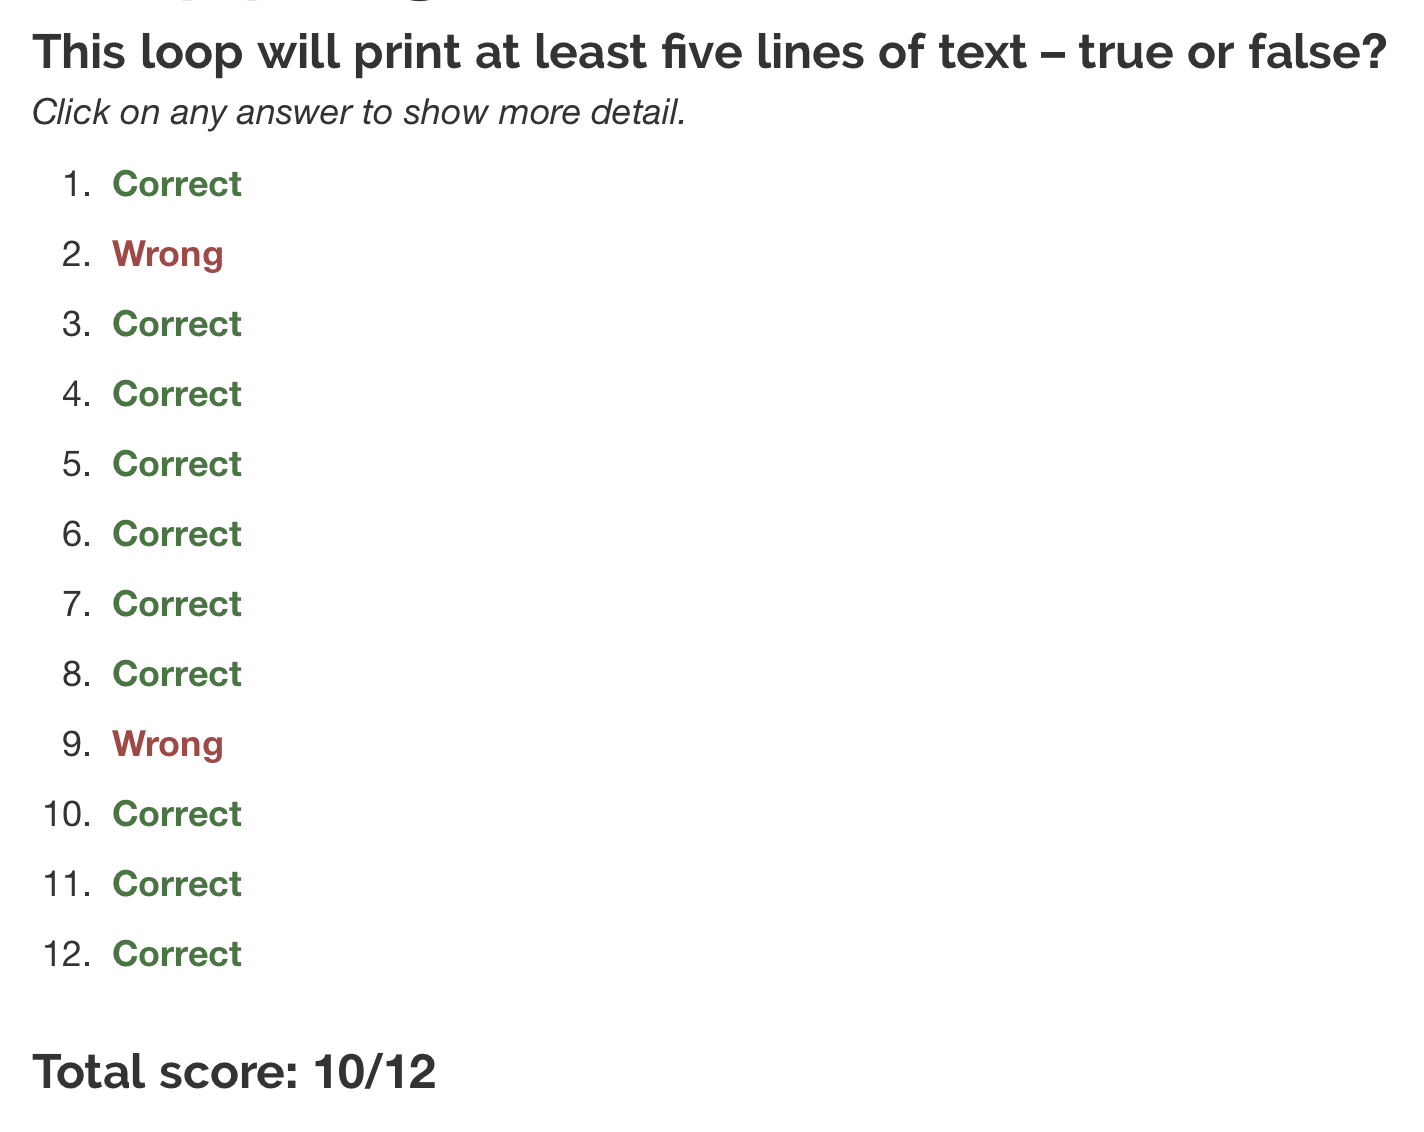 This loop will print at least five lines of text – true or false?
Click on any answer to show more detail.
1. Correct
2. Wrong
3. Correct
4. Correct
5. Correct
6. Correct
7. Correct
8. Correct
9. Wrong
10. Correct
11. Correct
12. Correct
Total score: 10/12